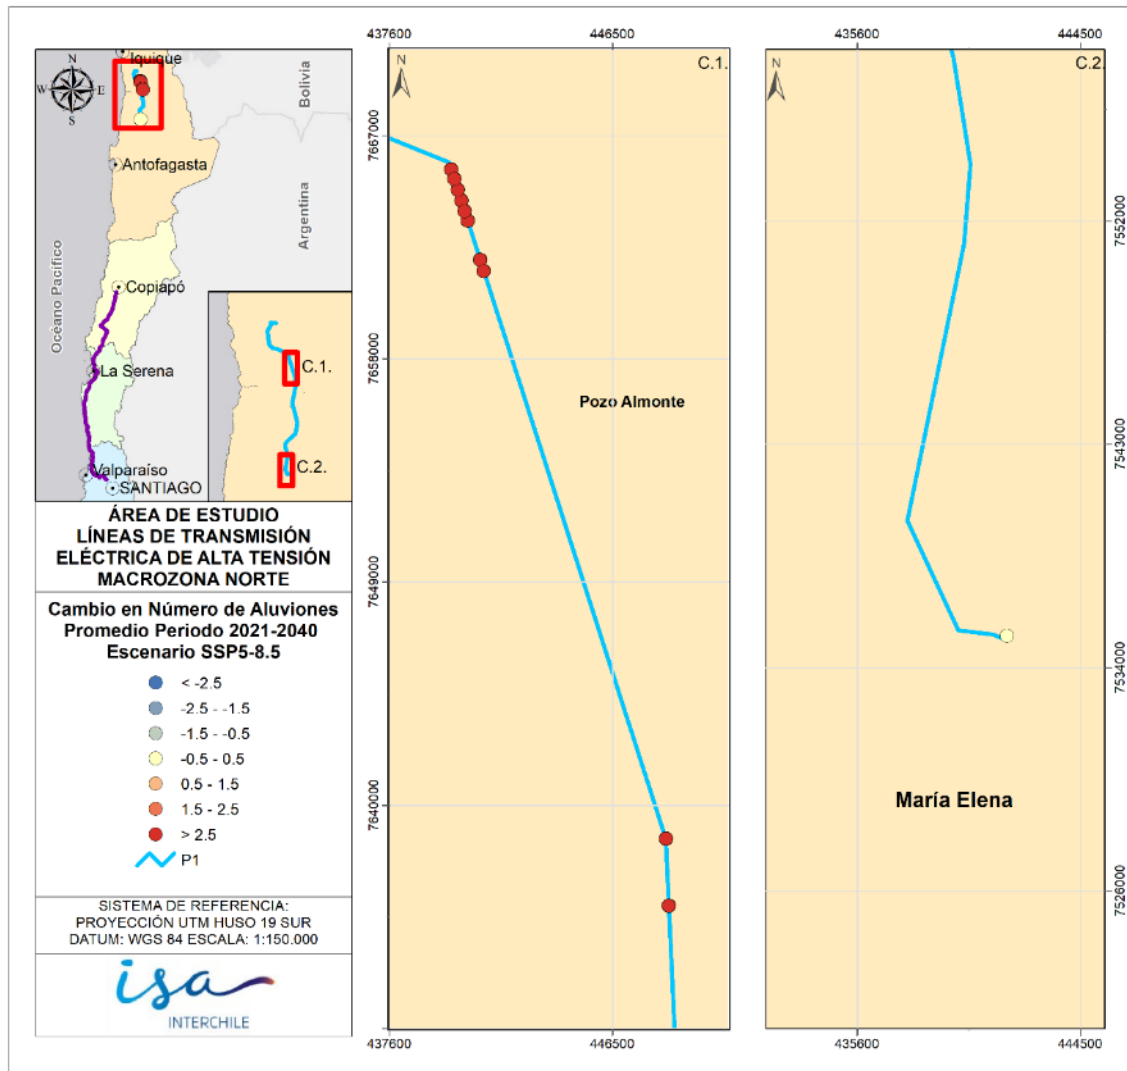 Iquique
N
W
E
S
Bolivia
Antofagasta
Argentina
Océano Pacífico
Copiapó
La Serena
C.1.
C.2.
Valparaíso
SANTIAGO
ÁREA DE ESTUDIO
LÍNEAS DE TRANSMISIÓN
ELÉCTRICA DE ALTA TENSIÓN
MACROZONA NORTE
Cambio en Número de Aluviones
Promedio Periodo 2021-2040
Escenario SSP5-8.5
< -2.5
-2.5 - -1.5
-1.5 - -0.5
-0.5 - 0.5
0.5 - 1.5
1.5 - 2.5
> 2.5
P1
SISTEMA DE REFERENCIA:
PROYECCIÓN UTM HUSO 19 SUR
DATUM: WGS 84 ESCALA: 1:150.000
isa
INTERCHILE
437600 446500
C.1.
N
7667000
7658000
Pozo Almonte
7649000
7640000
437600 446500
435600 444500
C.2.
N
7552000
7543000
7534000
María Elena
7526000
435600 444500